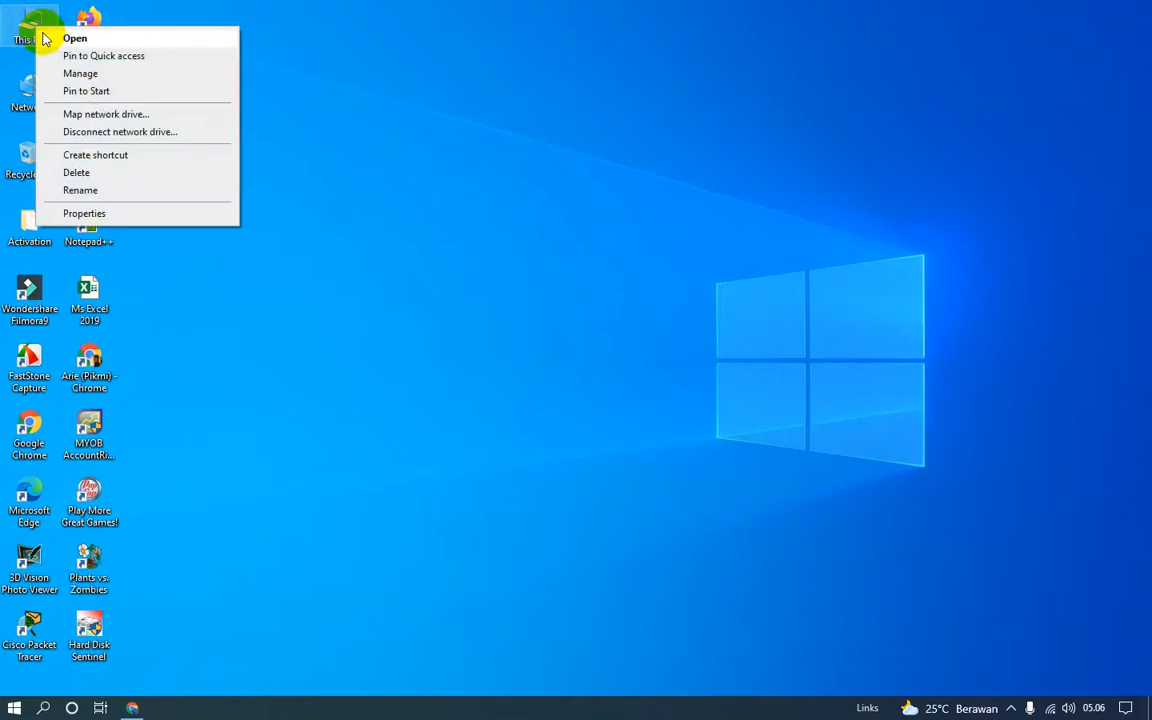 This
Open
Pin to Quick access
Manage
Pin to Start
Map network drive...
Disconnect network drive...
Create shortcut
Delete
Rename
Properties
Activation
Notepad++
Wondershare
Filmora9
Ms Excel
2019
FastStone
Capture
Arie (Pikmi) -
Chrome
Google
Chrome
MYOB
AccountRi...
Microsoft
Edge
Play More
Great Games!
3D Vision
Photo Viewer
Plants vs.
Zombies
Cisco Packet
Tracer
Hard Disk
Sentinel
Links
25°C Berawan
05.06